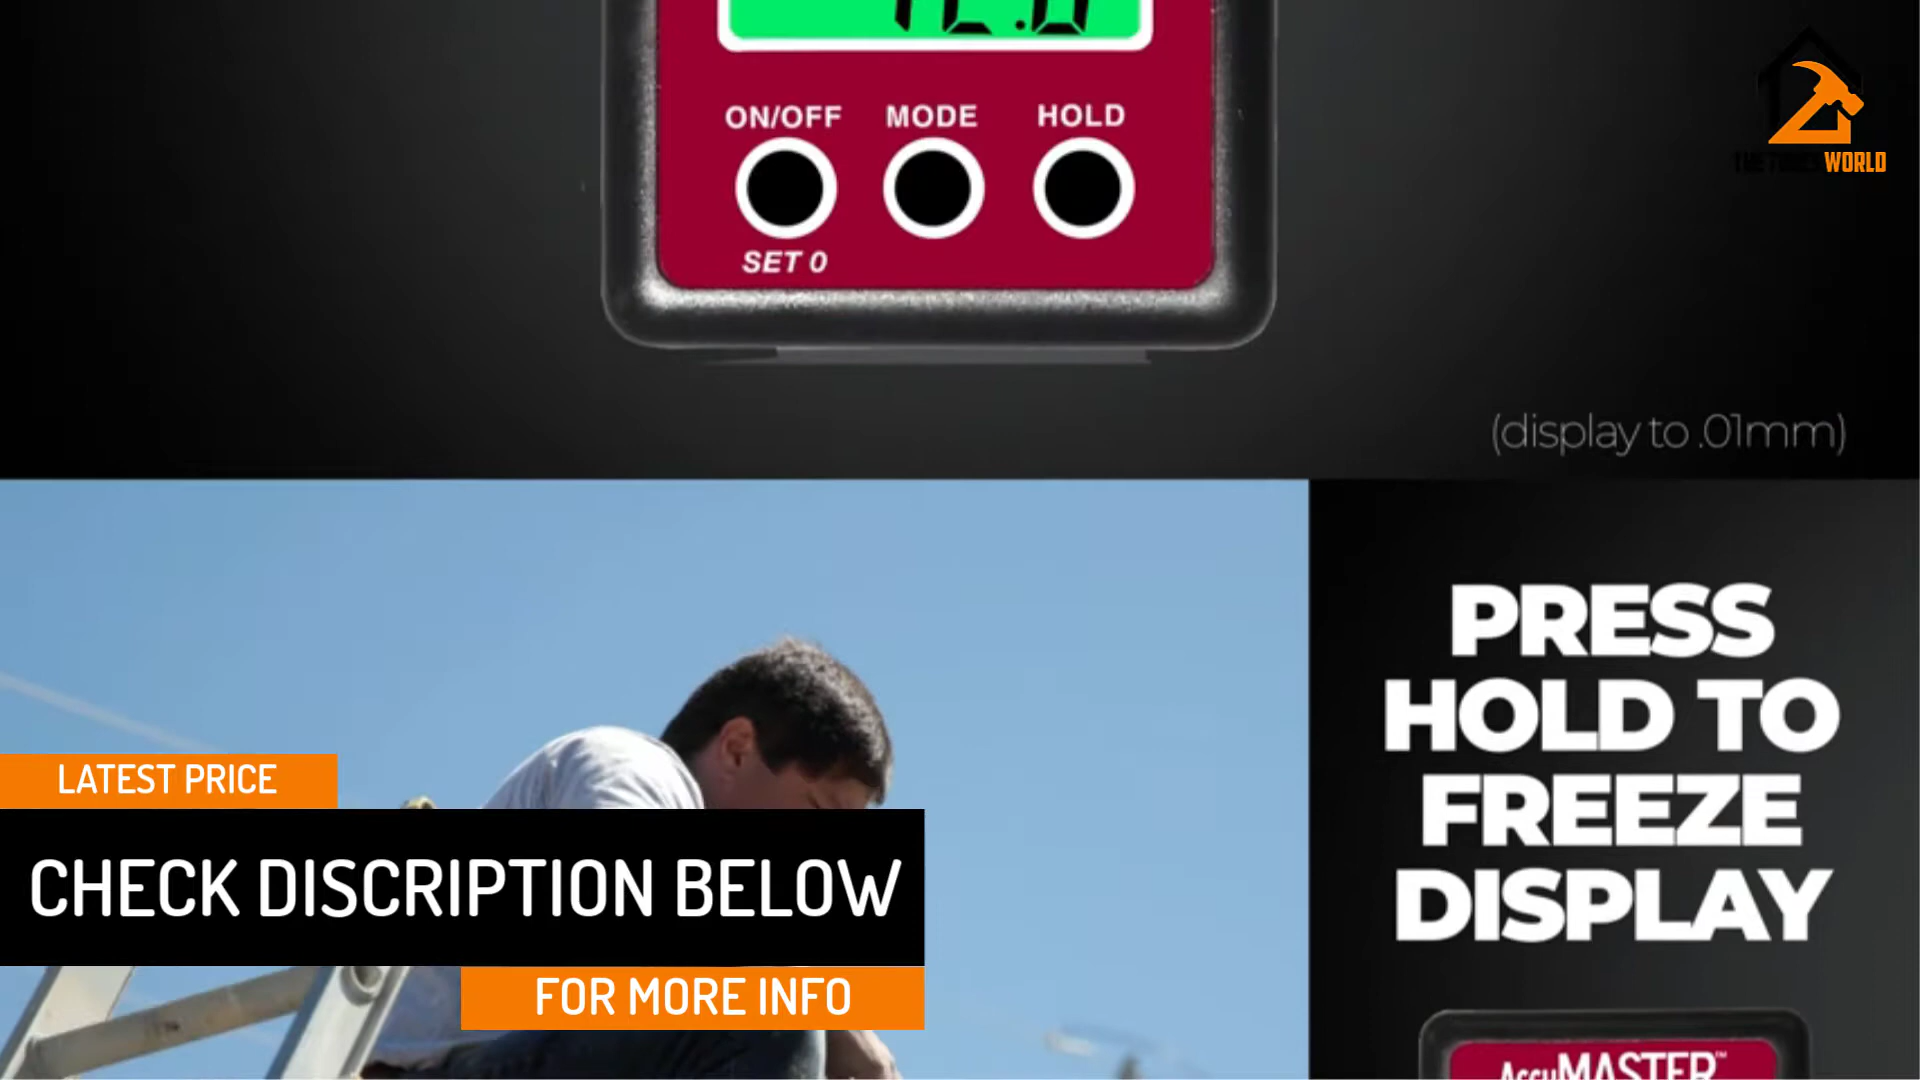 ON/OFF MODE HOLD
SET 0
WORLD
(display to .01mm)
PRESS
HOLD TO
FREEZE
DISPLAY
LATEST PRICE
CHECK DISCRIPTION BELOW
FOR MORE INFO
AccuMASTER™